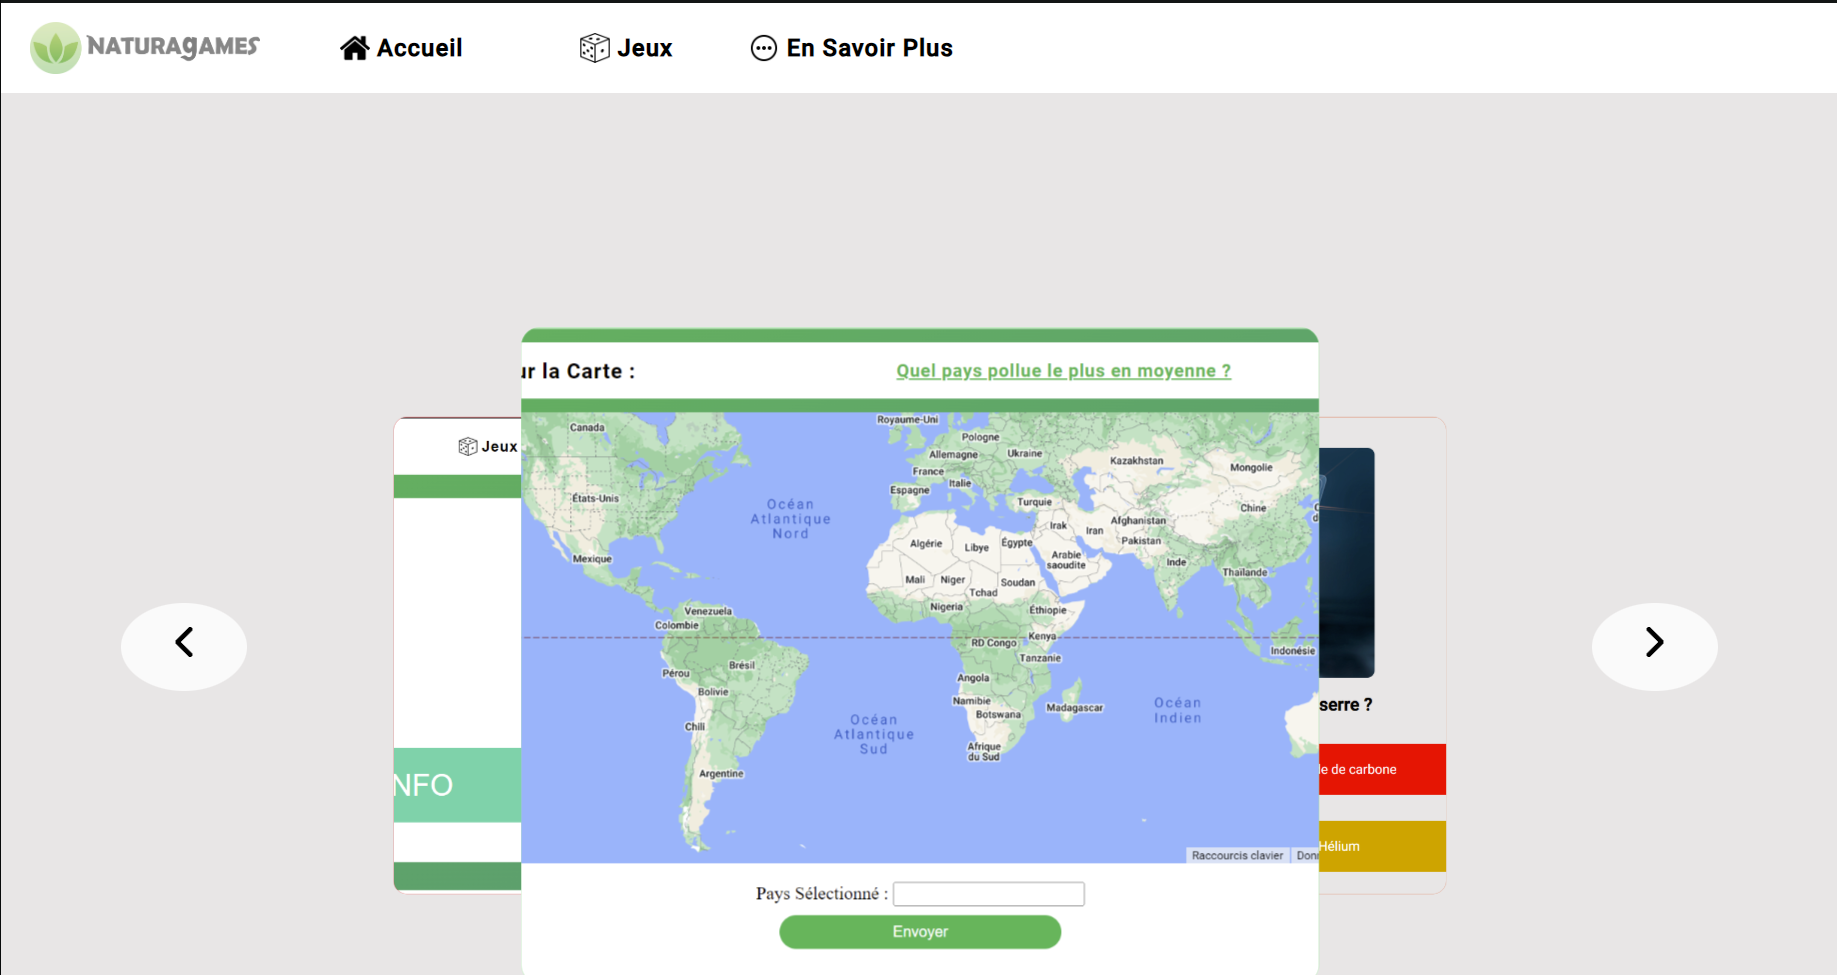 NATURAGAMES
Accueil
Jeux
En Savoir Plus
ur la Carte :
Quel pays pollue le plus en moyenne ?
Jeux
NFO
Canada
États-Unis
Mexique
Océan
Atlantique
Nord
Royaume-Uni
Pologne
Allemagne
Ukraine
France
Espagne
Italie
Turquie
Kazakhstan
Mongolie
Chine
Irak
Iran
Afghanistan
Pakistan
Algérie
Libye
Égypte
Arabie
saoudite
Inde
Thaïlande
Mali
Niger
Soudan
Tchad
Nigeria
Éthiopie
Venezuela
Colombie
RD Congo
Kenya
Tanzanie
Indonésie
Brésil
Pérou
Bolivie
Angola
Namibie
Botswana
Madagascar
Chili
Océan
Atlantique
Sud
Afrique
du Sud
Océan
Indien
Argentine
Raccourcis clavier
Donn
serre ?
le de carbone
Hélium
Pays Sélectionné :
Envoyer